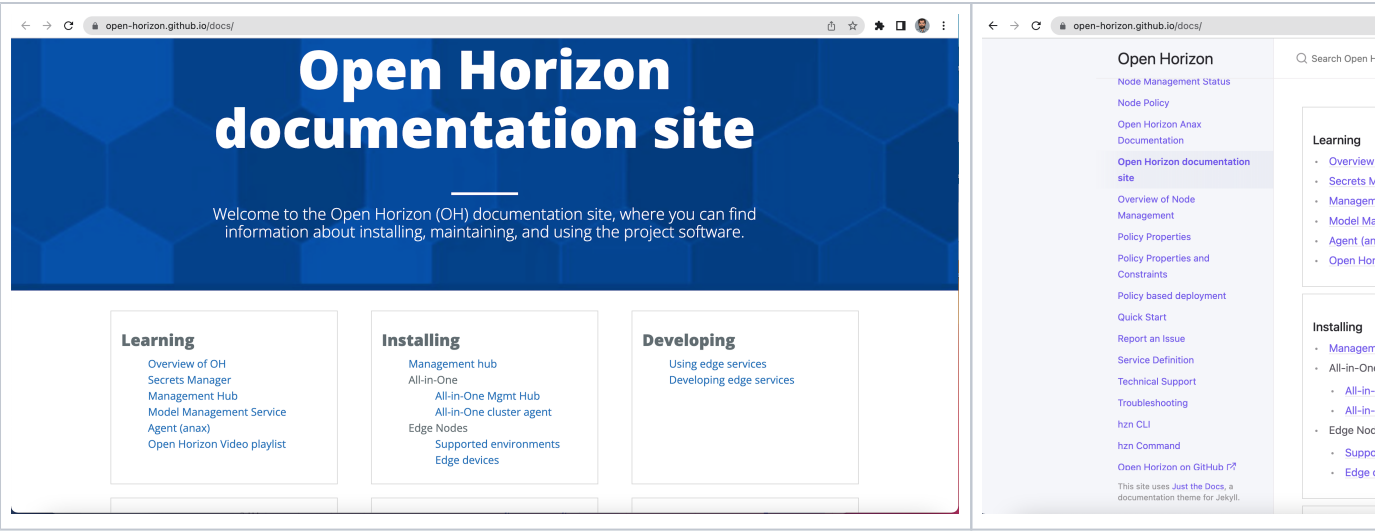 open-horizon.github.io/docs/
Open Horizon
documentation site
Welcome to the Open Horizon (OH) documentation site, where you can find
information about installing, maintaining, and using the project software.
Learning
Overview of OH
Secrets Manager
Management Hub
Model Management Service
Agent (anax)
Open Horizon Video playlist
Installing
Management hub
All-in-One
All-in-One Mgmt Hub
All-in-One cluster agent
Edge Nodes
Supported environments
Edge devices
Developing
Using edge services
Developing edge services
open-horizon.github.io/docs/
Open Horizon
Node Management Status
Node Policy
Open Horizon Anax
Documentation
Open Horizon documentation
site
Overview of Node
Management
Policy Properties
Policy Properties and
Constraints
Policy based deployment
Quick Start
Report an Issue
Service Definition
Technical Support
Troubleshooting
hzn CLI
hzn Command
Open Horizon on GitHub
This site uses Just the Docs, a
documentation theme for Jekyll.
Search Open
Learning
Overview
Secrets
Model
Agent
Open
Installing
All-in-
All-in-
All-in-
Edge
Edge